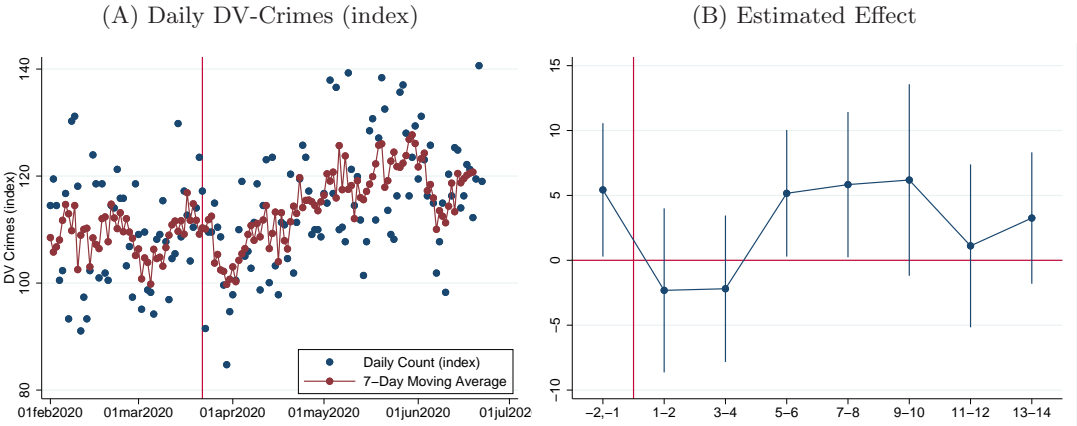 (A) Daily DV-Crimes (index)
DV Crimes (index)
140
120
100
80
01feb2020 01mar2020 01apr2020 01may2020 01jun2020 01jul202
Daily Count (index)
7−Day Moving Average
(B) Estimated Effect
15
10
5
0
−5
−10
−2,−1 1−2 3−4 5−6 7−8 9−10 11−12 13−14